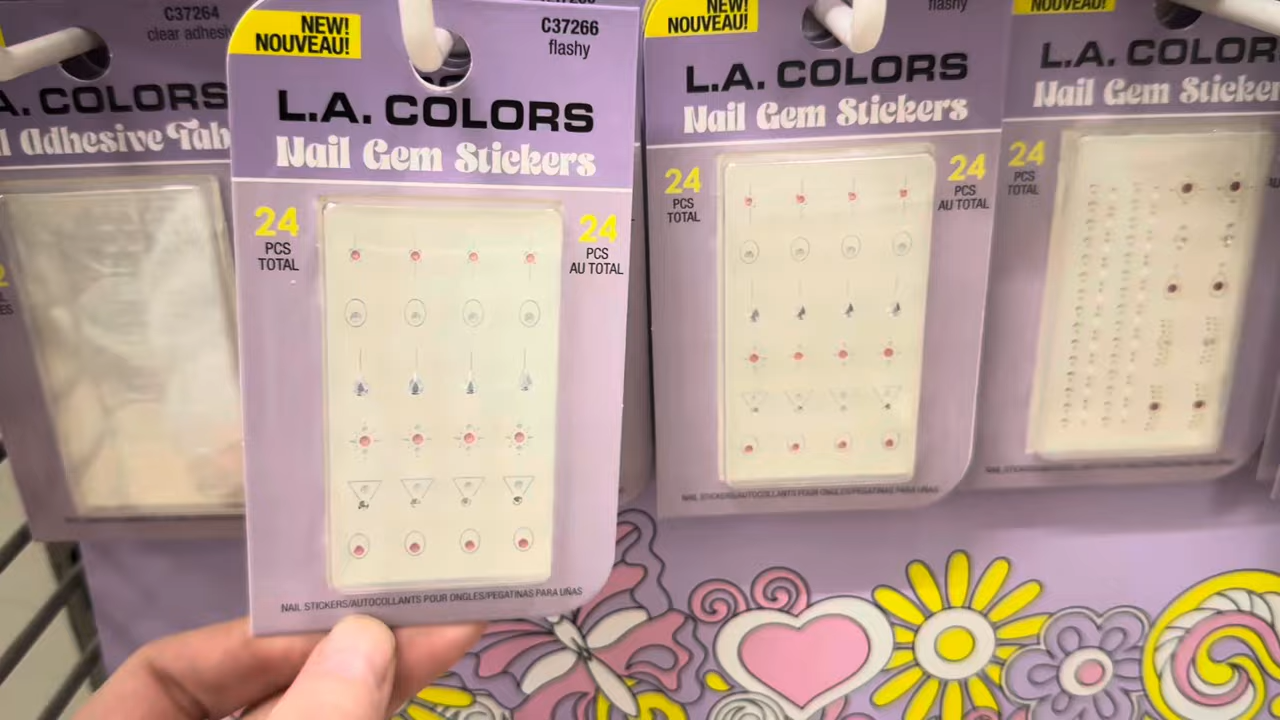 C37264
clear adhesi
A. COLORS
l Adhesive Tab
NEW!
NOUVEAU!
C37266
flashy
L.A. COLORS
Nail Gem Stickers
24
PCS
TOTAL
24
PCS
AU TOTAL
NAIL STICKERS/AUTOCOLLANTS POUR ONGLES/PEGATINAS PARA UÑAS
NEW!
NOUVEAU!
flashy
L.A. COLORS
Nail Gem Stickers
24
PCS
TOTAL
24
PCS
AU TOTAL
NAIL STICKERS/AUTOCOLLANTS POUR ONGLES/PEGATINAS PARA UÑAS
NOUVEAU!
L.A. COLOR
Nail Gem Sticker
24
PCS
TOTAL